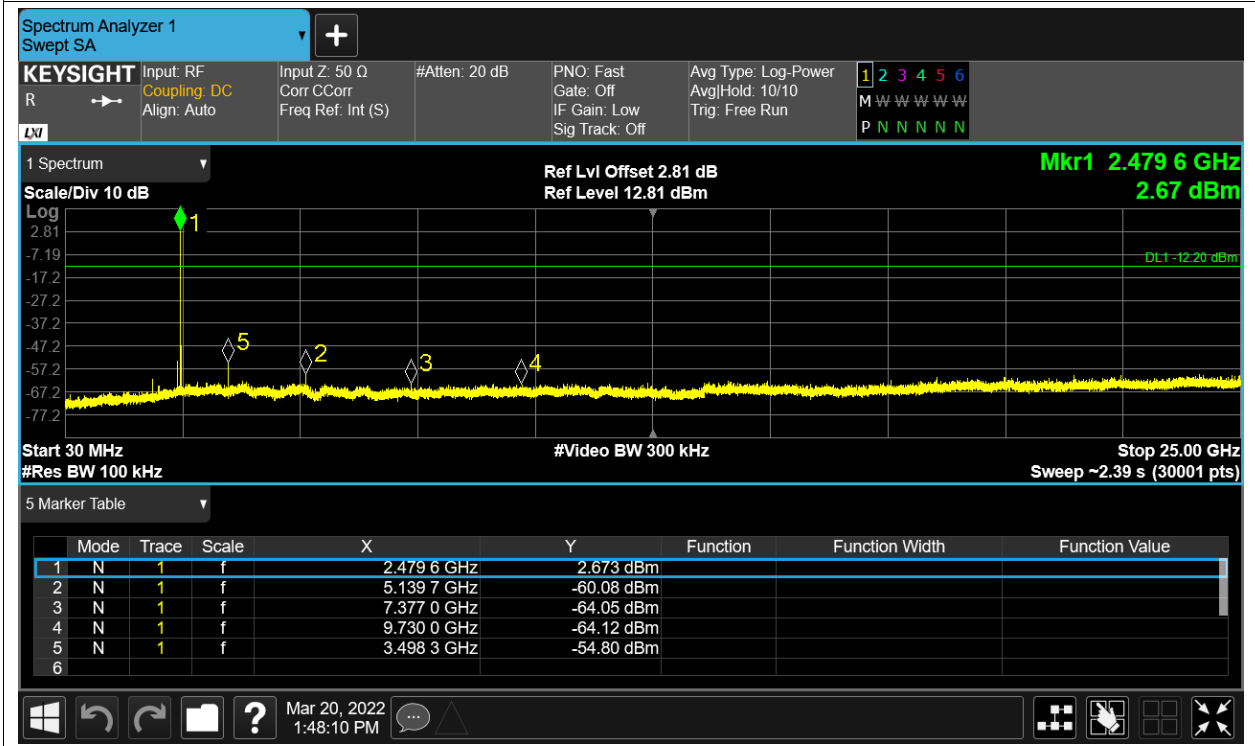 Spectrum Analyzer 1
Swept SA
KEYSIGHT
R
LXI
Input: RF
Coupling: DC
Align: Auto
Input Z: 50 Ω
Corr CCorr
Freq Ref: Int (S)
#Atten: 20 dB
PNO: Fast
Gate: Off
IF Gain: Low
Sig Track: Off
Avg Type: Log-Power
Avg|Hold: 10/10
Trig: Free Run
1 2 3 4 5 6
M W W W W W
P N N N N N
1 Spectrum
Scale/Div 10 dB
Ref Lvl Offset 2.81 dB
Ref Level 12.81 dBm
Mkr1 2.479 6 GHz
2.67 dBm
Log
2.81
-7.19
-17.2
-27.2
-37.2
-47.2
-57.2
-67.2
-77.2
1
5
2
3
4
DL1 -12.20 dBm
Start 30 MHz
#Video BW 300 kHz
Stop 25.00 GHz
#Res BW 100 kHz
Sweep ~2.39 s (30001 pts)
5 Marker Table
Mode Trace Scale X Y Function Function Width Function Value
1 N 1 f 2.479 6 GHz 2.673 dBm
2 N 1 f 5.139 7 GHz -60.08 dBm
3 N 1 f 7.377 0 GHz -64.05 dBm
4 N 1 f 9.730 0 GHz -64.12 dBm
5 N 1 f 3.498 3 GHz -54.80 dBm
6
?
Mar 20, 2022
1:48:10 PM